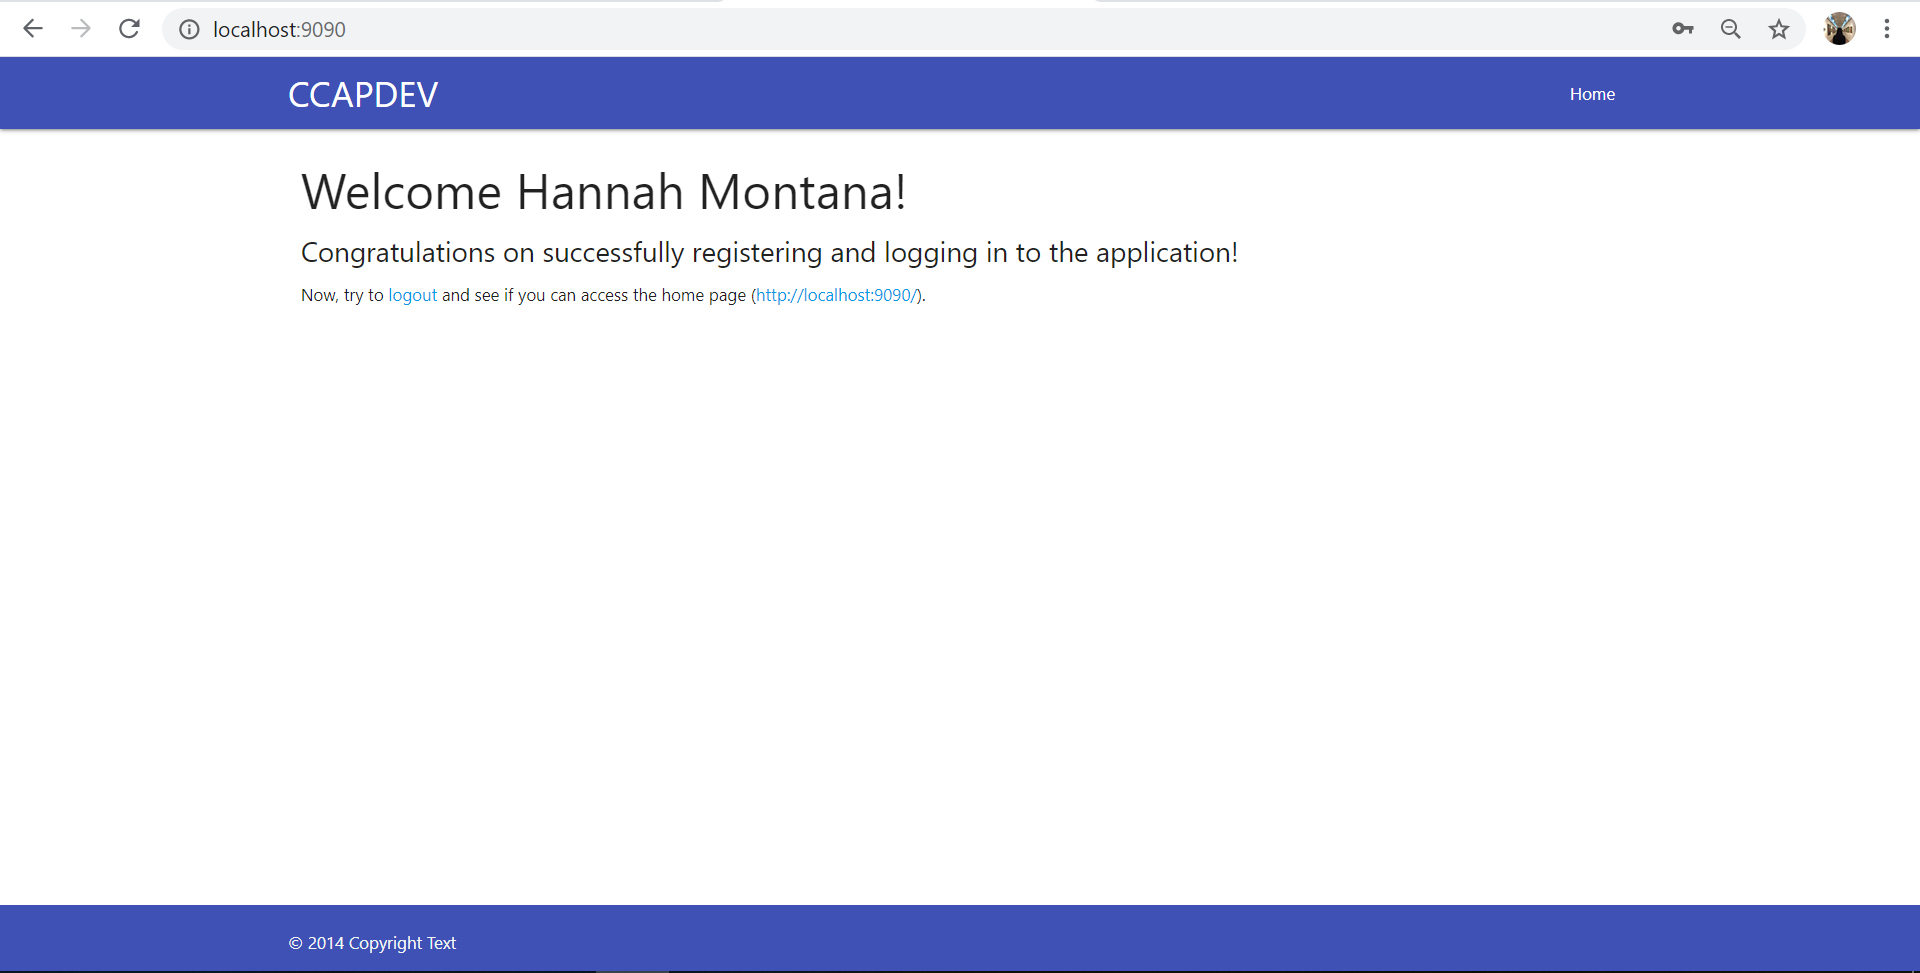 localhost:9090
CCAPDEV
Home
Welcome Hannah Montana!
Congratulations on successfully registering and logging in to the application!
Now, try to logout and see if you can access the home page (http://localhost:9090/).
© 2014 Copyright Text